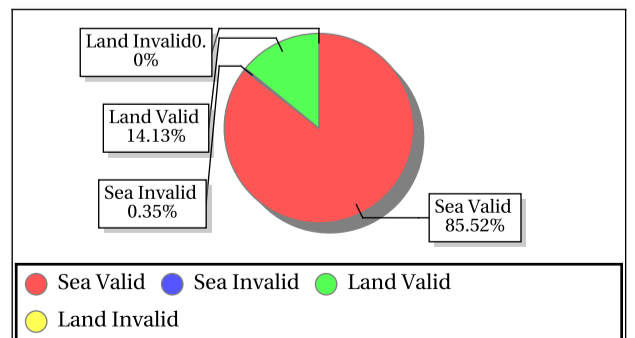 Land Invalid0.
0%
Land Valid
14.13%
Sea Invalid
0.35%
Sea Valid
85.52%
Sea Valid Sea Invalid Land Valid
Land Invalid